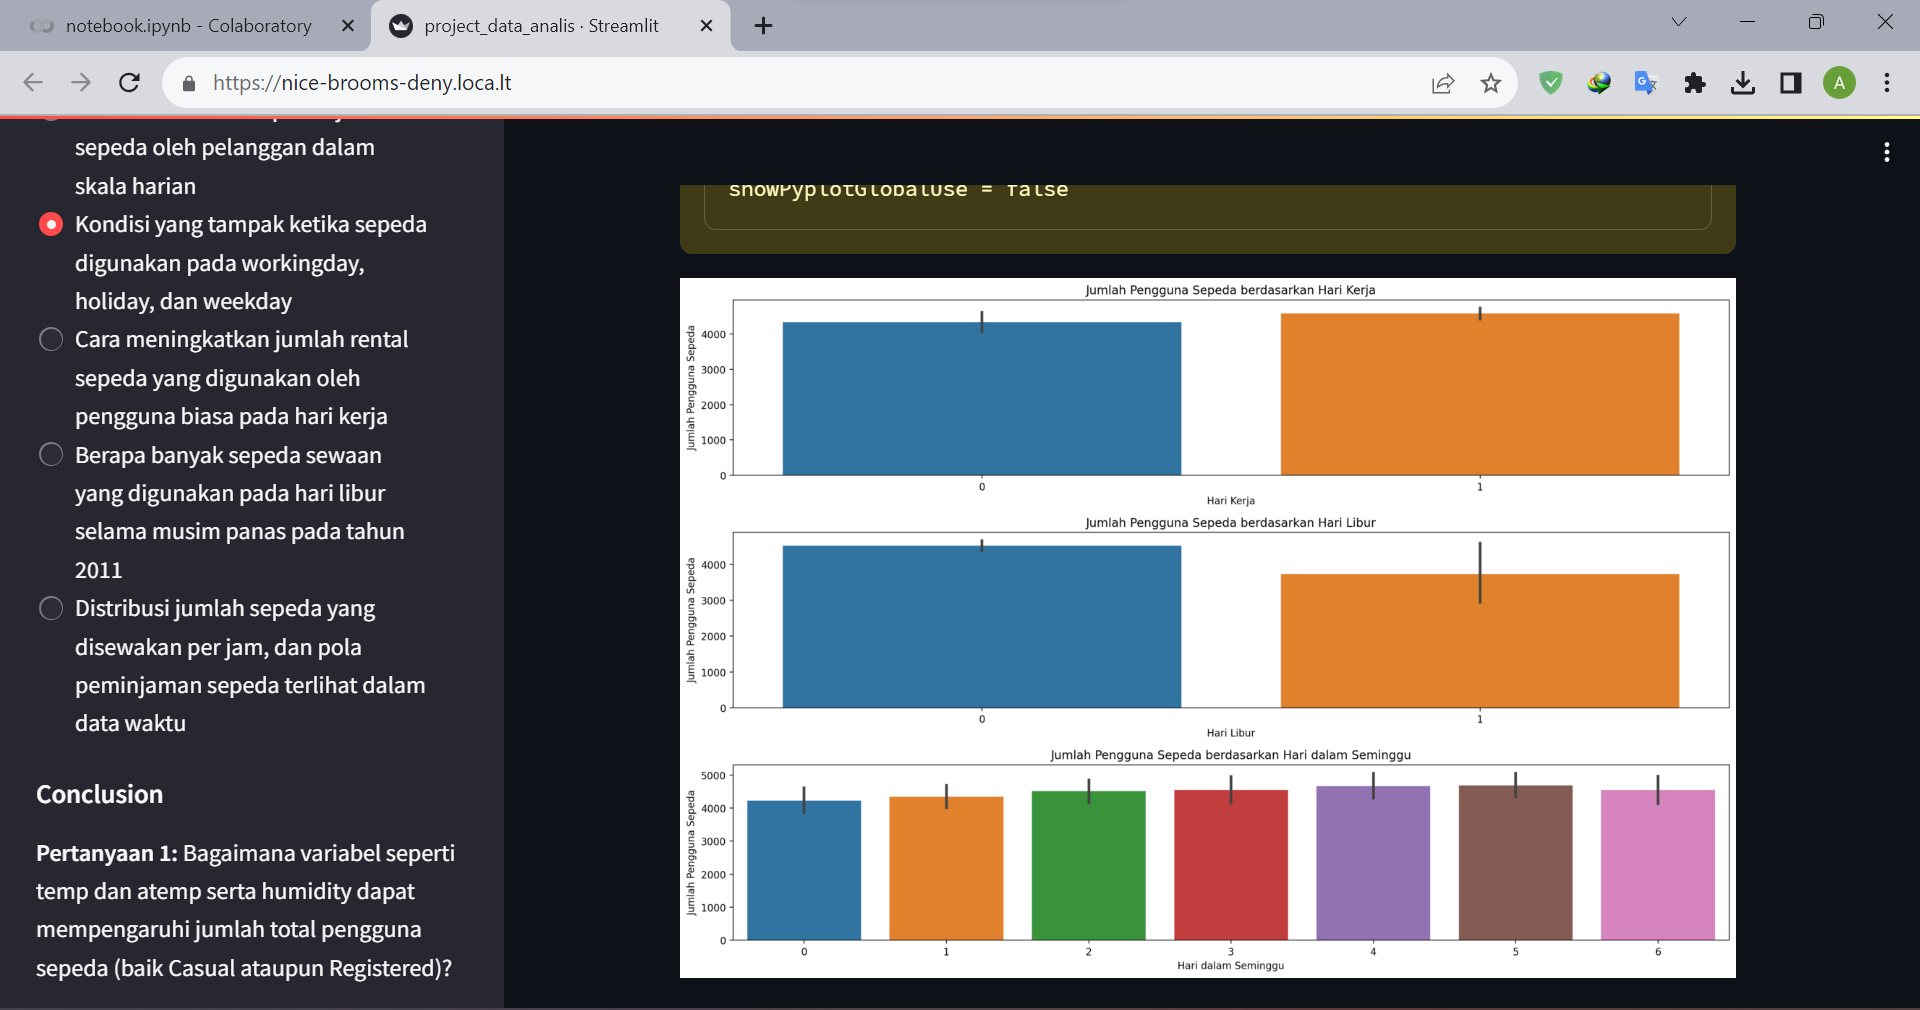 notebook.ipynb - Colaboratory
project_data_analis · Streamlit
https://nice-brooms-deny.loca.lt
A
sepeda oleh pelanggan dalam
skala harian
Kondisi yang tampak ketika sepeda
digunakan pada workingday,
holiday, dan weekday
Cara meningkatkan jumlah rental
sepeda yang digunakan oleh
pengguna biasa pada hari kerja
Berapa banyak sepeda sewaan
yang digunakan pada hari libur
selama musim panas pada tahun
2011
Distribusi jumlah sepeda yang
disewakan per jam, dan pola
peminjaman sepeda terlihat dalam
data waktu
Conclusion
Pertanyaan 1: Bagaimana variabel seperti
temp dan atemp serta humidity dapat
mempengaruhi jumlah total pengguna
sepeda (baik Casual ataupun Registered)?
showPyplotGlobalUse = false
Jumlah Pengguna Sepeda berdasarkan Hari Kerja
Jumlah Pengguna Sepeda
4000
3000
2000
1000
0
0 1
Hari Kerja
Jumlah Pengguna Sepeda berdasarkan Hari Libur
Jumlah Pengguna Sepeda
4000
3000
2000
1000
0
0 1
Hari Libur
Jumlah Pengguna Sepeda berdasarkan Hari dalam Seminggu
Jumlah Pengguna Sepeda
5000
4000
3000
2000
1000
0
0 1 2 3 4 5 6
Hari dalam Seminggu